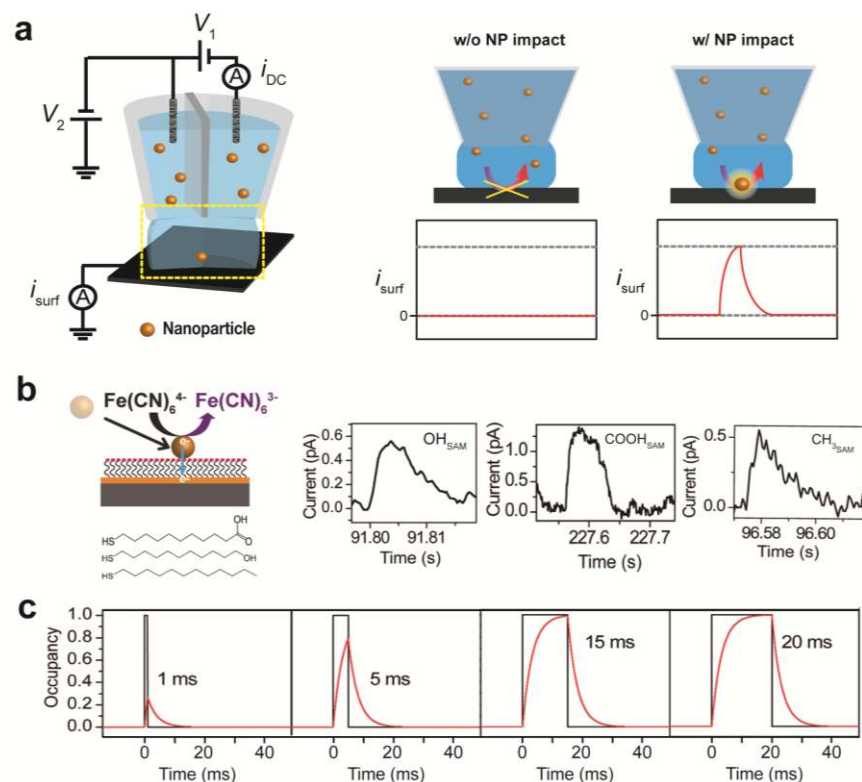 a
V1
A
iDC
V2
isurf
A
Nanoparticle
w/o NP impact
w/ NP impact
isurf
0
isurf
0
b
Fe(CN)6 4-
Fe(CN)6 3-
e-
e-
OH
HS
O
HS
OH
HS
Current (pA)
0.6
0.4
0.2
0.0
OHSAM
91.80
91.81
Time (s)
Current (pA)
1.0
0.5
0.0
COOHSAM
227.6
227.7
Time (s)
Current (pA)
0.5
0.0
CH3SAM
96.58
96.60
Time (s)
c
Occupancy
1.0
0.8
0.6
0.4
0.2
0.0
1 ms
5 ms
15 ms
20 ms
0 20 40
0 20 40
0 20 40
0 20 40
Time (ms)
Time (ms)
Time (ms)
Time (ms)